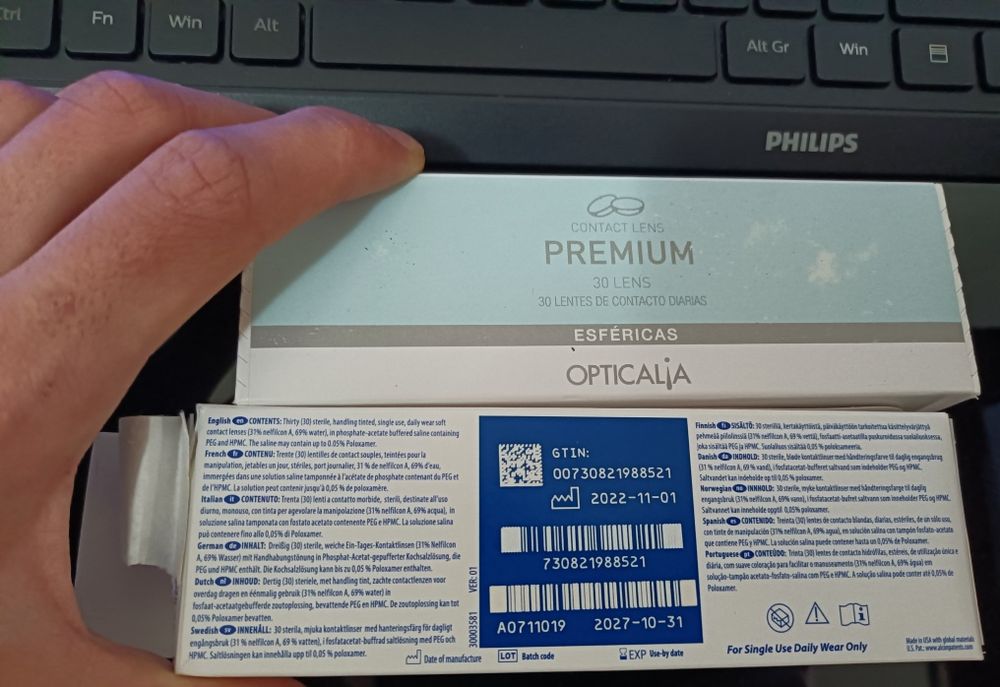 Ctrl
Fn
Win
Alt
Alt Gr
Win
PHILIPS
CONTACT LENS
PREMIUM
30 LENS
30 LENTES DE CONTACTO DIARIAS
ESFÉRICAS
OPTICALiA
English en CONTENTS: Thirty (30) sterile, handling tinted, single use, daily wear soft
contact lenses (31% nelfilcon A, 69% water), in phosphate-acetate buffered saline containing
PEG and HPMC. The saline may contain up to 0.05% Poloxamer.
French fr CONTENU: Trente (30) lentilles de contact souples, teintées pour la
manipulation, jetables un jour, stériles, port journalier, 31 % de nelfilcon A, 69% d'eau,
immergées dans une solution saline tamponnée à l'acétate de phosphate contenant du PEG et
de l'HPMC. La solution peut contenir jusqu'à 0,05 % de poloxamère.
Italian it CONTENUTO: Trenta (30) lenti a contatto morbide, sterili, destinate all'uso
diurno, monouso, con tinta per agevolare la manipolazione (31% nelfilcon A, 69% acqua), in
soluzione salina tamponata con fosfato acetato contenente PEG e HPMC. La soluzione salina
può contenere fino allo 0,05% di Poloxamer.
German de INHALT: Dreißig (30) sterile, weiche Ein-Tages-Kontaktlinsen (31% Nelfilcon
A, 69% Wasser) mit Handhabungstönung in Phosphat-Acetat-gepufferter Kochsalzlösung, die
PEG und HPMC enthält. Die Kochsalzlösung kann bis zu 0,05 % Poloxamer enthalten.
Dutch nl INHOUD: Dertig (30) steriele, met handling tint, zachte contactlenzen voor
overdag dragen en éénmalig gebruik (31% nelfilcon A, 69% water) in
fosfaat-acetaatgebufferde zoutoplossing, bevattende PEG en HPMC. De zoutoplossing kan tot
0,05% Poloxamer bevatten.
Swedish sv INNEHÅLL: 30 sterila, mjuka kontaktlinser med hanteringsfärg för dagligt
engångsbruk (31 % nelfilcon A, 69 % vatten), i fosfatacetat-buffrad saltlösning med PEG och
HPMC. Saltlösningen kan innehålla upp till 0,05 % poloxamer.
Date of manufacture
LOT Batch code
EXP Use-by date
30003581 VER: 01
GTIN:
00730821988521
2022-11-01
730821988521
A0711019 2027-10-31
Finnish fi SISÄLTÖ: 30 steriiliä, kertakäyttöistä, päiväkäyttöön tarkoitettua käsittelyvärjättyä
pehmeää piilolinssiä (31% nelfilcon A, 69 % vettä), fosfaatti-asetaatilla puskuroidussa suolaliuoksessa,
joka sisältää PEG ja HPMC. Suolaliuos sisältää enint. 0,05 % poloksameeria.
Danish da INDHOLD: 30 sterile, bløde kontaktlinser med håndteringsfarve til daglig engangsbrug
(31 % nelfilcon A, 69 % vand), i fosfatacetat-bufferet saltvand som indeholder PEG og HPMC.
Saltvandet kan indeholde op til 0,05 % poloxamer.
Norwegian no INNHOLD: 30 sterile, myke kontaktlinser med håndteringsfarge til daglig
engangsbruk (31% nelfilcon A, 69% vann), i fosfatacetat-bufret saltvann som inneholder PEG og HPMC.
Saltvannet kan inneholde opptil 0,05% poloxamer.
Spanish es CONTENIDO: Treinta (30) lentes de contacto blandas, diarias, estériles, de un sólo uso,
con tinte de manipulación (31% nelfilcon A, 69% agua), en solución salina con tampón fosfato-acetato
que contiene PEG y HPMC. La solución salina puede contener hasta un 0,05% de Poloxamer.
Portuguese pt CONTEÚDO: Trinta (30) lentes de contacto hidrófilas, estéreis, de utilização única e
diária, com suave coloração para facilitar o manuseamento (31% nelfilcon A, 69% água) em
solução-tampão acetato-fosfato-salina com PEG e HPMC. A solução salina pode conter até 0,05% de
Poloxamer.
For Single Use Daily Wear Only
Made in USA with global materials
U.S. Pat.: www.alconpatents.com